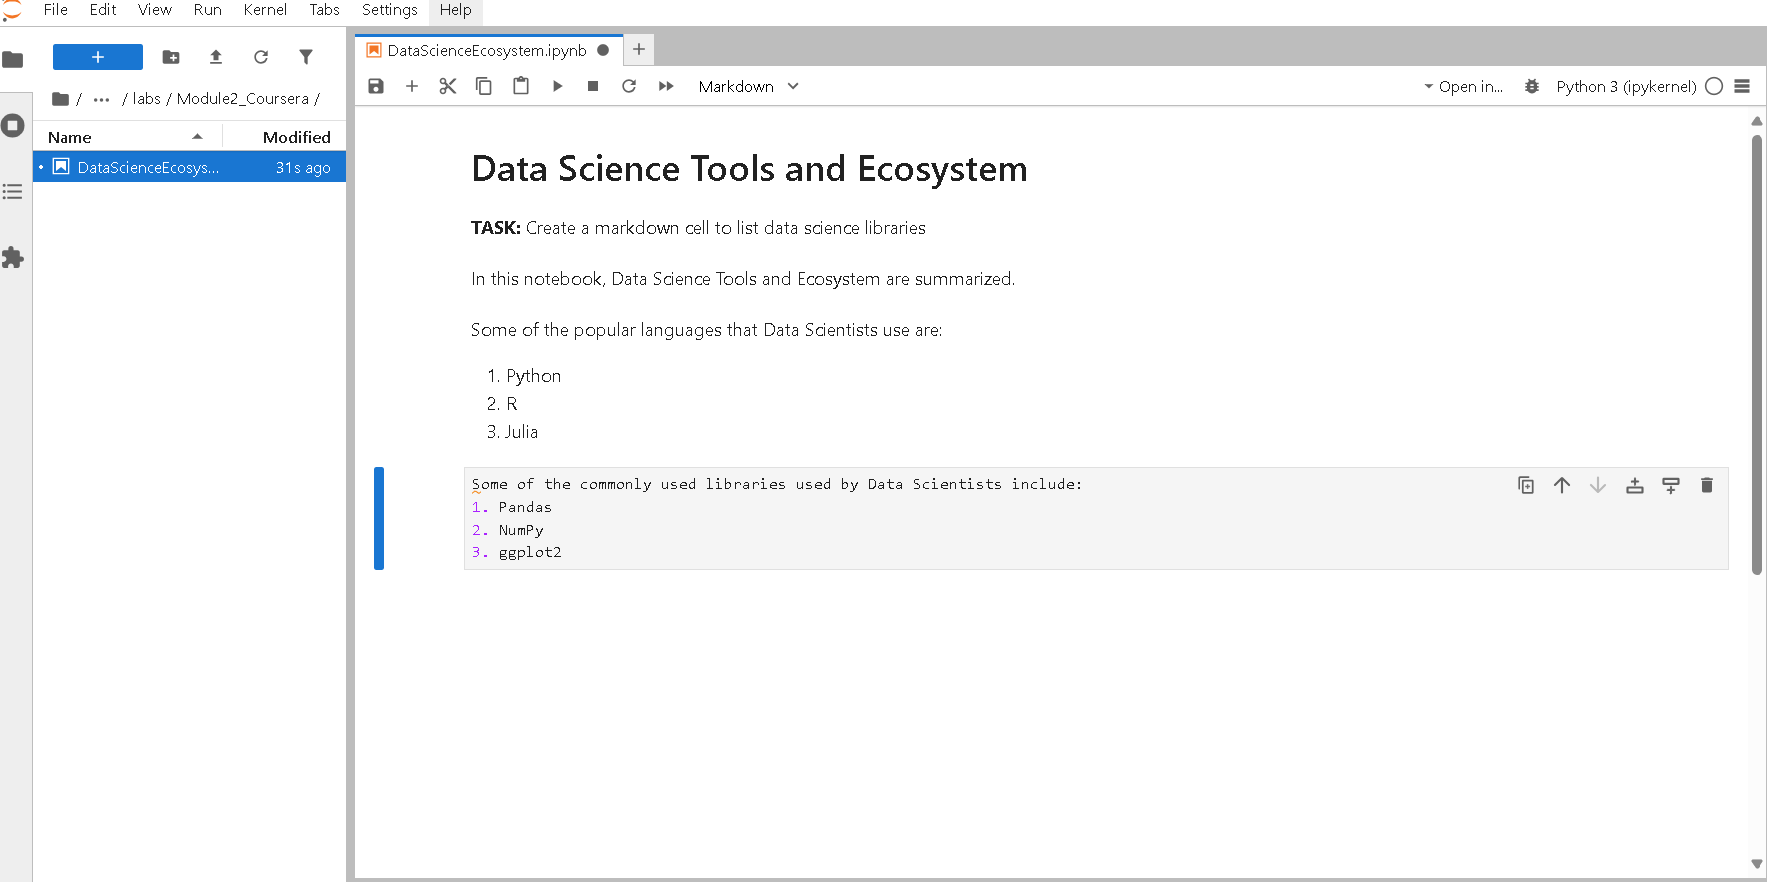 File Edit View Run Kernel Tabs Settings Help
/ ··· / labs / Module2_Coursera /
Name Modified
DataScienceEcosys... 31s ago
DataScienceEcosystem.ipynb
Markdown Open in... Python 3 (ipykernel)
Data Science Tools and Ecosystem
TASK: Create a markdown cell to list data science libraries
In this notebook, Data Science Tools and Ecosystem are summarized.
Some of the popular languages that Data Scientists use are:
1. Python
2. R
3. Julia
Some of the commonly used libraries used by Data Scientists include:
1. Pandas
2. NumPy
3. ggplot2